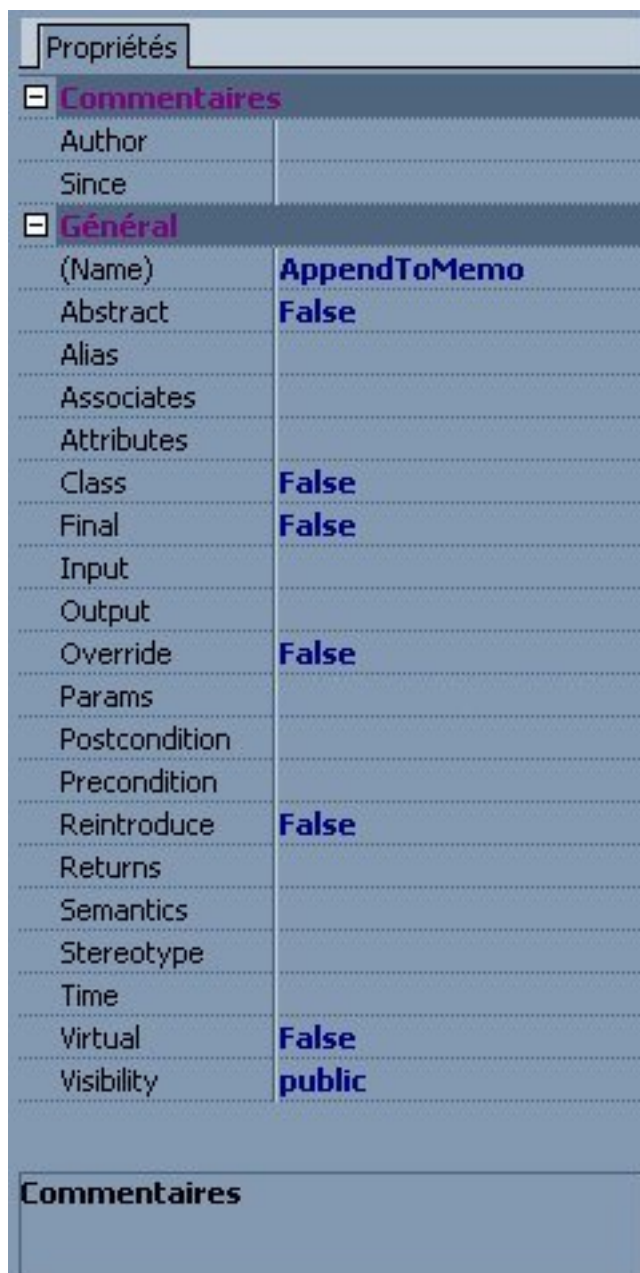 Propriétés
Commentaires
Author
Since
Général
(Name) AppendToMemo
Abstract False
Alias
Associates
Attributes
Class False
Final False
Input
Output
Override False
Params
Postcondition
Precondition
Reintroduce False
Returns
Semantics
Stereotype
Time
Virtual False
Visibility public
Commentaires